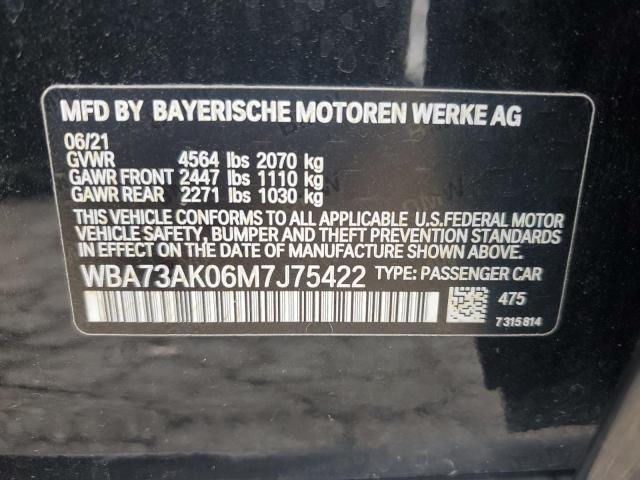 MFD BY BAYERISCHE MOTOREN WERKE AG
06/21
GVWR 4564 lbs 2070 kg
GAWR FRONT 2447 lbs 1110 kg
GAWR REAR 2271 lbs 1030 kg
THIS VEHICLE CONFORMS TO ALL APPLICABLE U.S.FEDERAL MOTOR
VEHICLE SAFETY, BUMPER AND THEFT PREVENTION STANDARDS
IN EFFECT ON THE DATE OF MANUFACTURE SHOWN ABOVE.
WBA73AK06M7J75422 TYPE: PASSENGER CAR
475
7315814